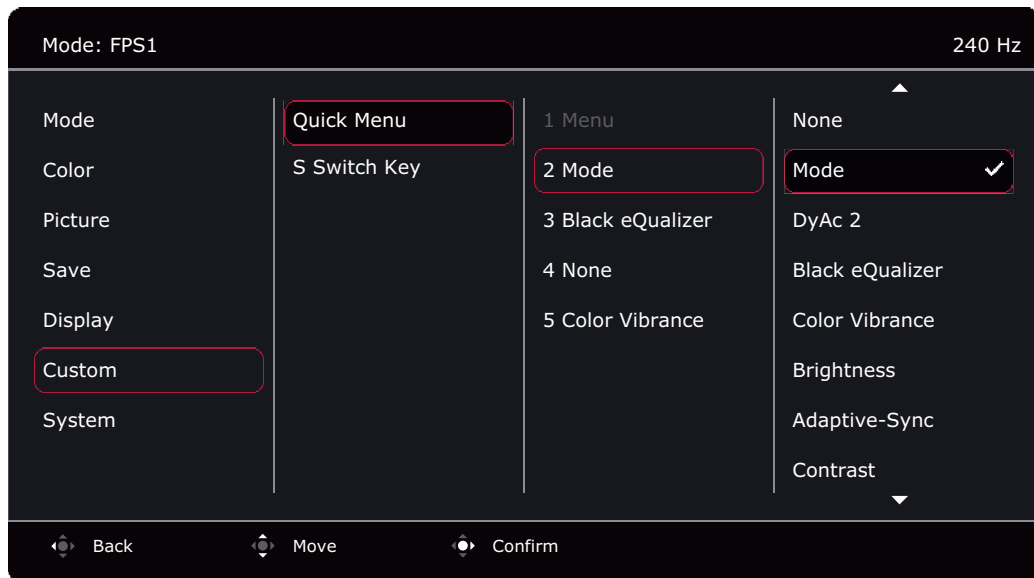 Mode: FPS1
240 Hz
Mode
Color
Picture
Save
Display
Custom
System
Quick Menu
S Switch Key
1 Menu
2 Mode
3 Black eQualizer
4 None
5 Color Vibrance
None
Mode
DyAc 2
Black eQualizer
Color Vibrance
Brightness
Adaptive-Sync
Contrast
Back
Move
Confirm